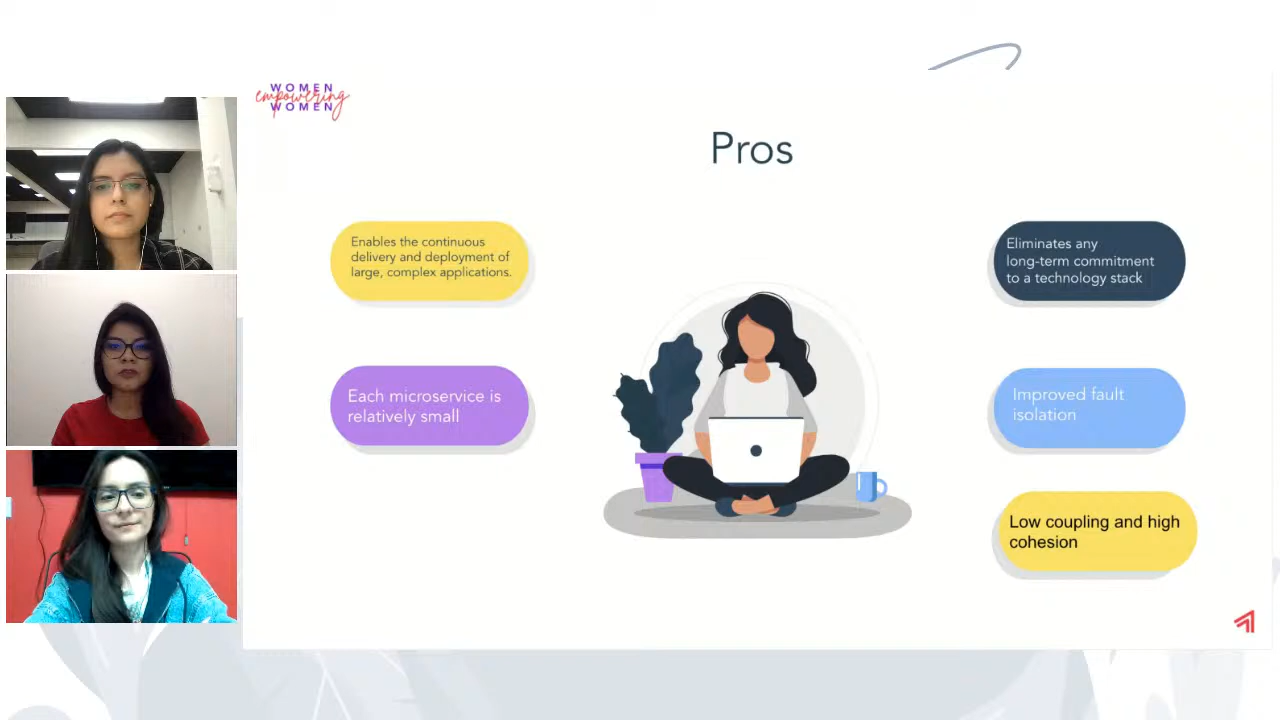 WOMEN
empowering
WOMEN
Pros
Enables the continuous
delivery and deployment of
large, complex applications.
Each microservice is
relatively small
Eliminates any
long-term commitment
to a technology stack
Improved fault
isolation
Low coupling and high
cohesion